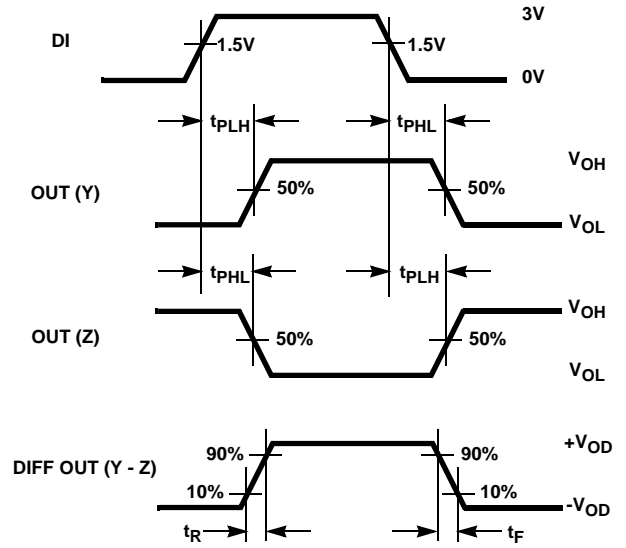 3V
DI
1.5V
1.5V
0V
tPLH
tPHL
VOH
50%
50%
OUT (Y)
VOL
tPHL
tPLH
VOH
OUT (Z)
50%
50%
VOL
+VOD
90%
90%
DIFF OUT (Y - Z)
10%
10%
-VOD
tR
tF